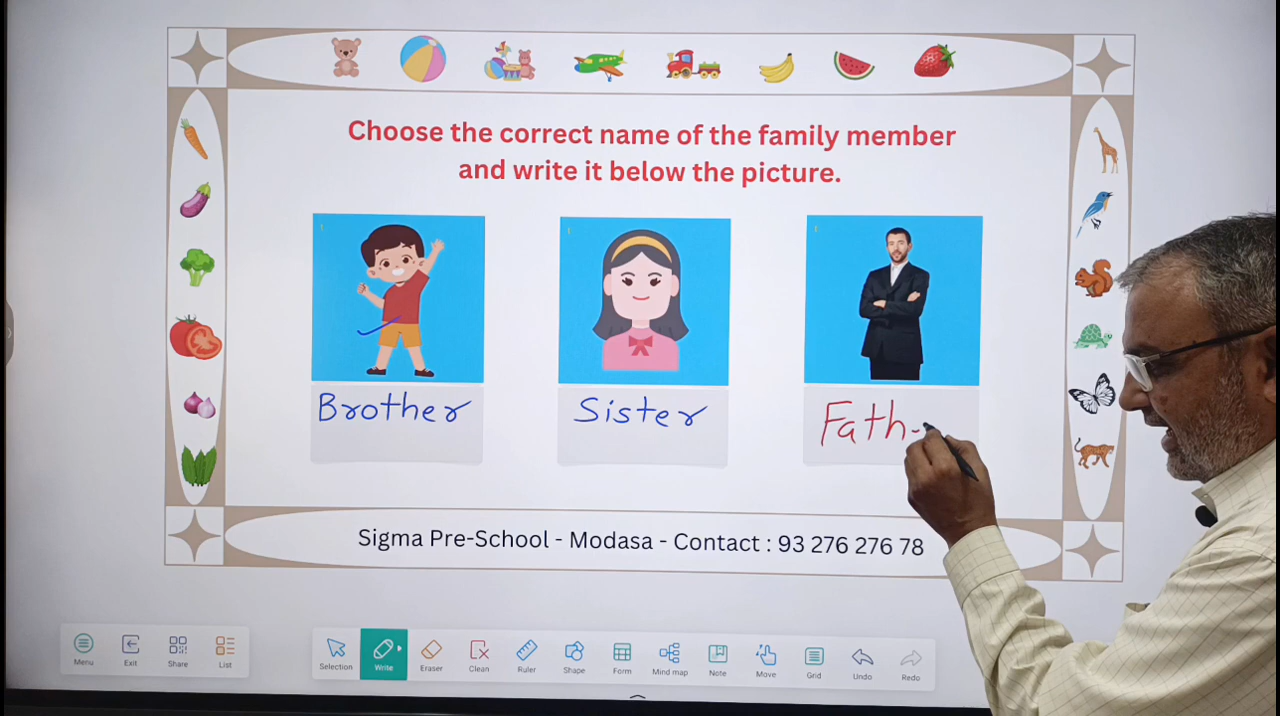 Choose the correct name of the family member
and write it below the picture.
Brother Sister Fath
Sigma Pre-School - Modasa - Contact : 93 276 276 78
Menu Exit Share List Selection Write Eraser Clean Ruler Shape Form Mind map Note Move Grid Undo Redo